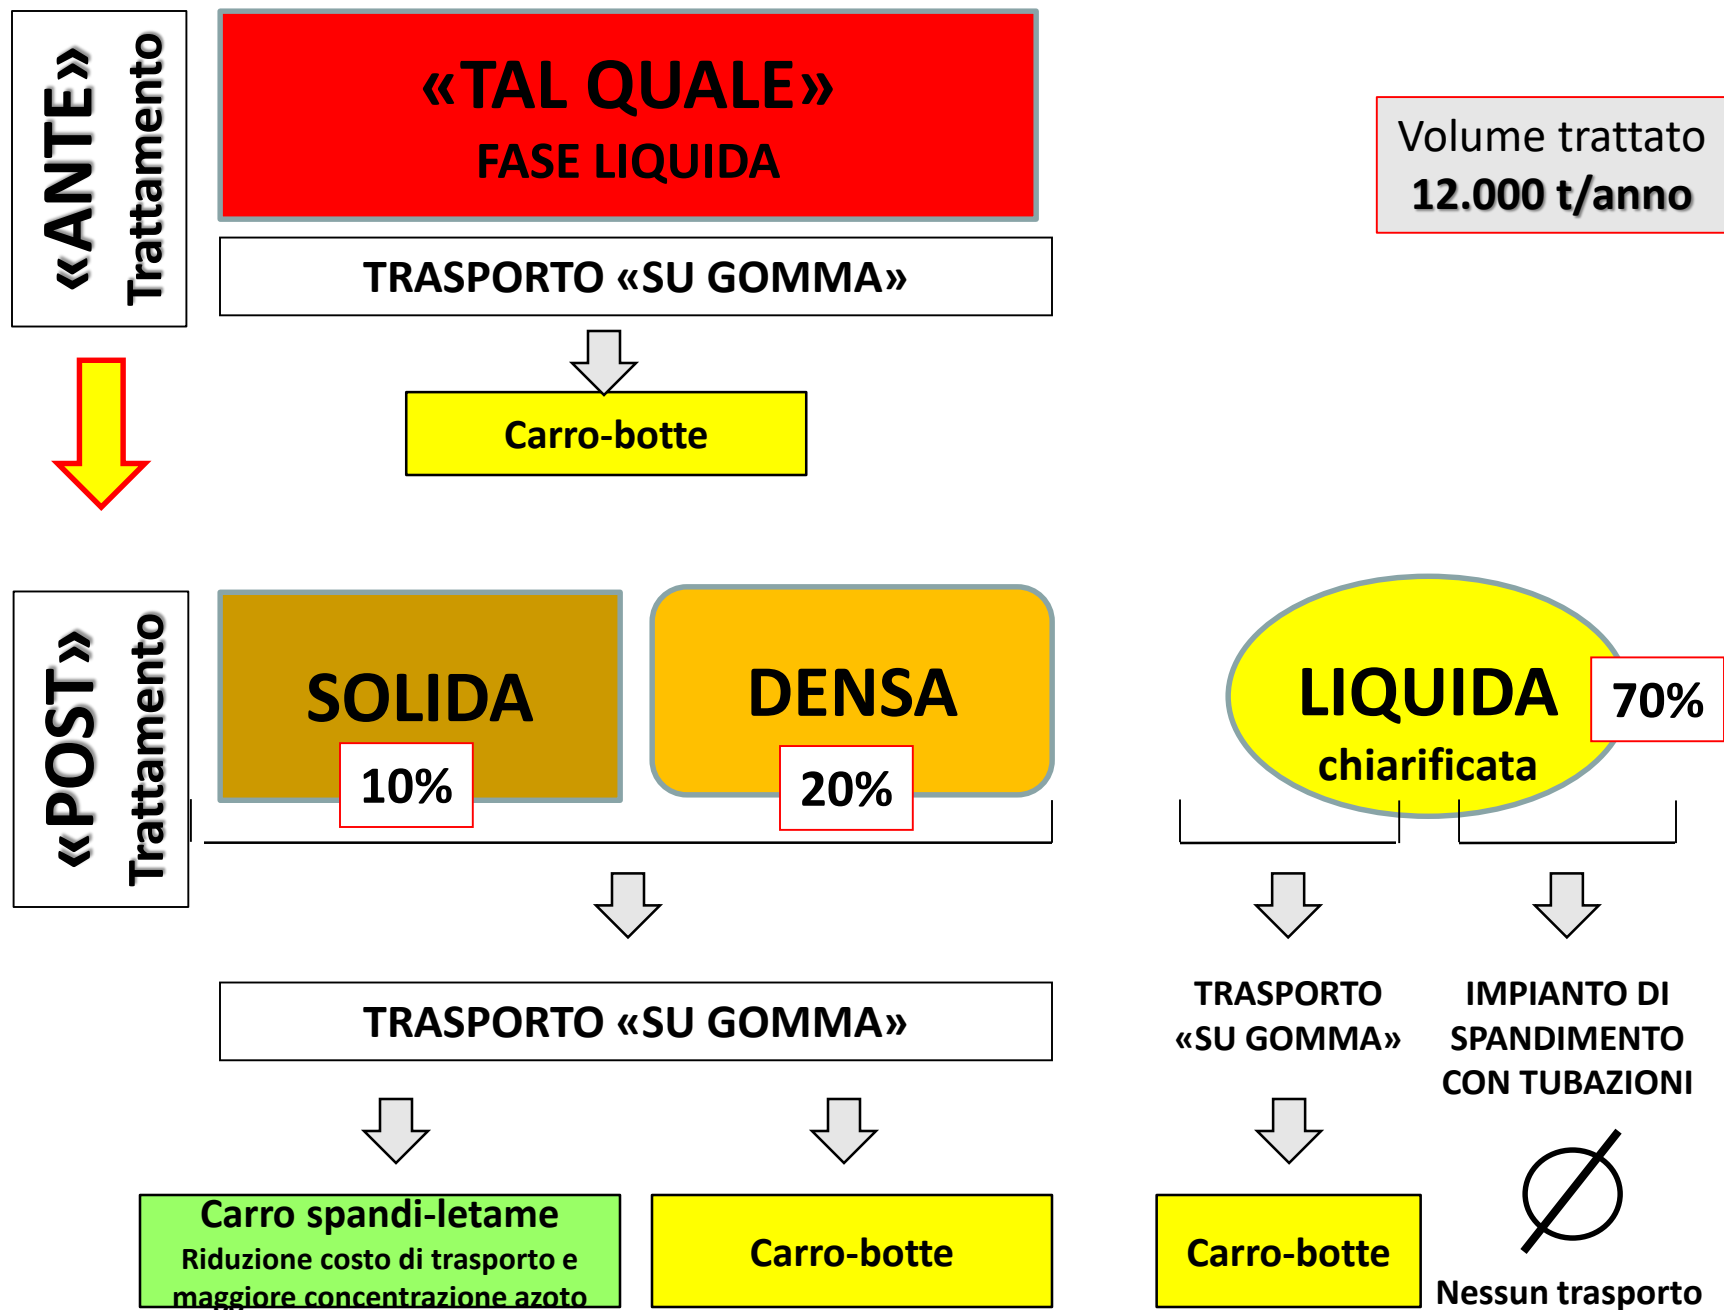 «ANTE»
Trattamento
«TAL QUALE»
FASE LIQUIDA
Volume trattato
12.000 t/anno
TRASPORTO «SU GOMMA»
Carro-botte
«POST»
Trattamento
SOLIDA
10%
DENSA
20%
LIQUIDA
chiarificata
70%
TRASPORTO «SU GOMMA»
TRASPORTO
«SU GOMMA»
IMPIANTO DI
SPANDIMENTO
CON TUBAZIONI
Carro spandi-letame
Riduzione costo di trasporto e
maggiore concentrazione azoto
Carro-botte
Carro-botte
Nessun trasporto